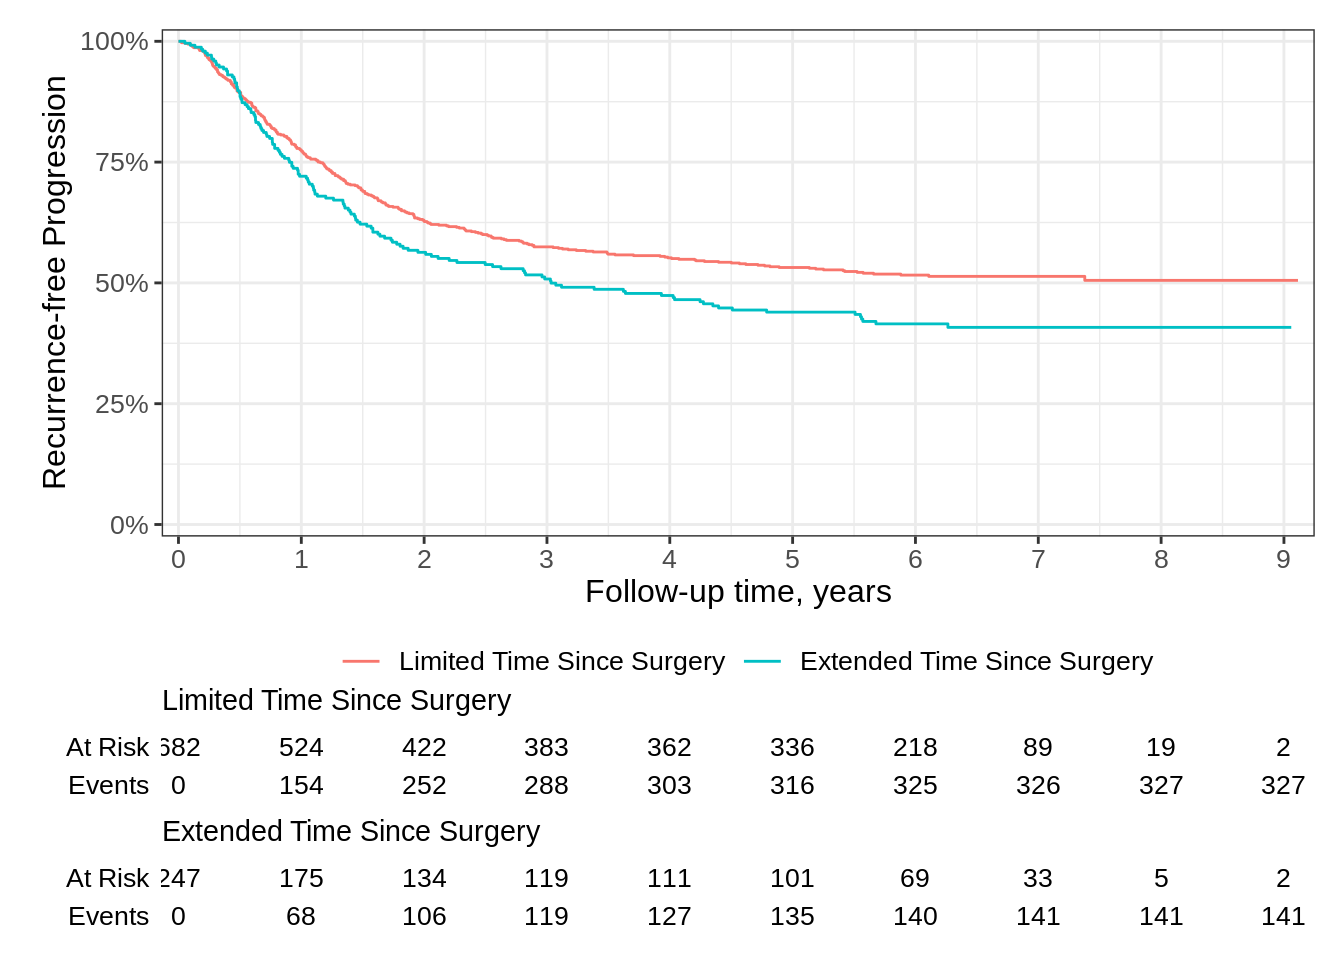 100%
75%
50%
25%
0%
Recurrence-free Progression
0 1 2 3 4 5 6 7 8 9
Follow-up time, years
Limited Time Since Surgery Extended Time Since Surgery
Limited Time Since Surgery
At Risk 682 524 422 383 362 336 218 89 19 2
Events 0 154 252 288 303 316 325 326 327 327
Extended Time Since Surgery
At Risk 247 175 134 119 111 101 69 33 5 2
Events 0 68 106 119 127 135 140 141 141 141